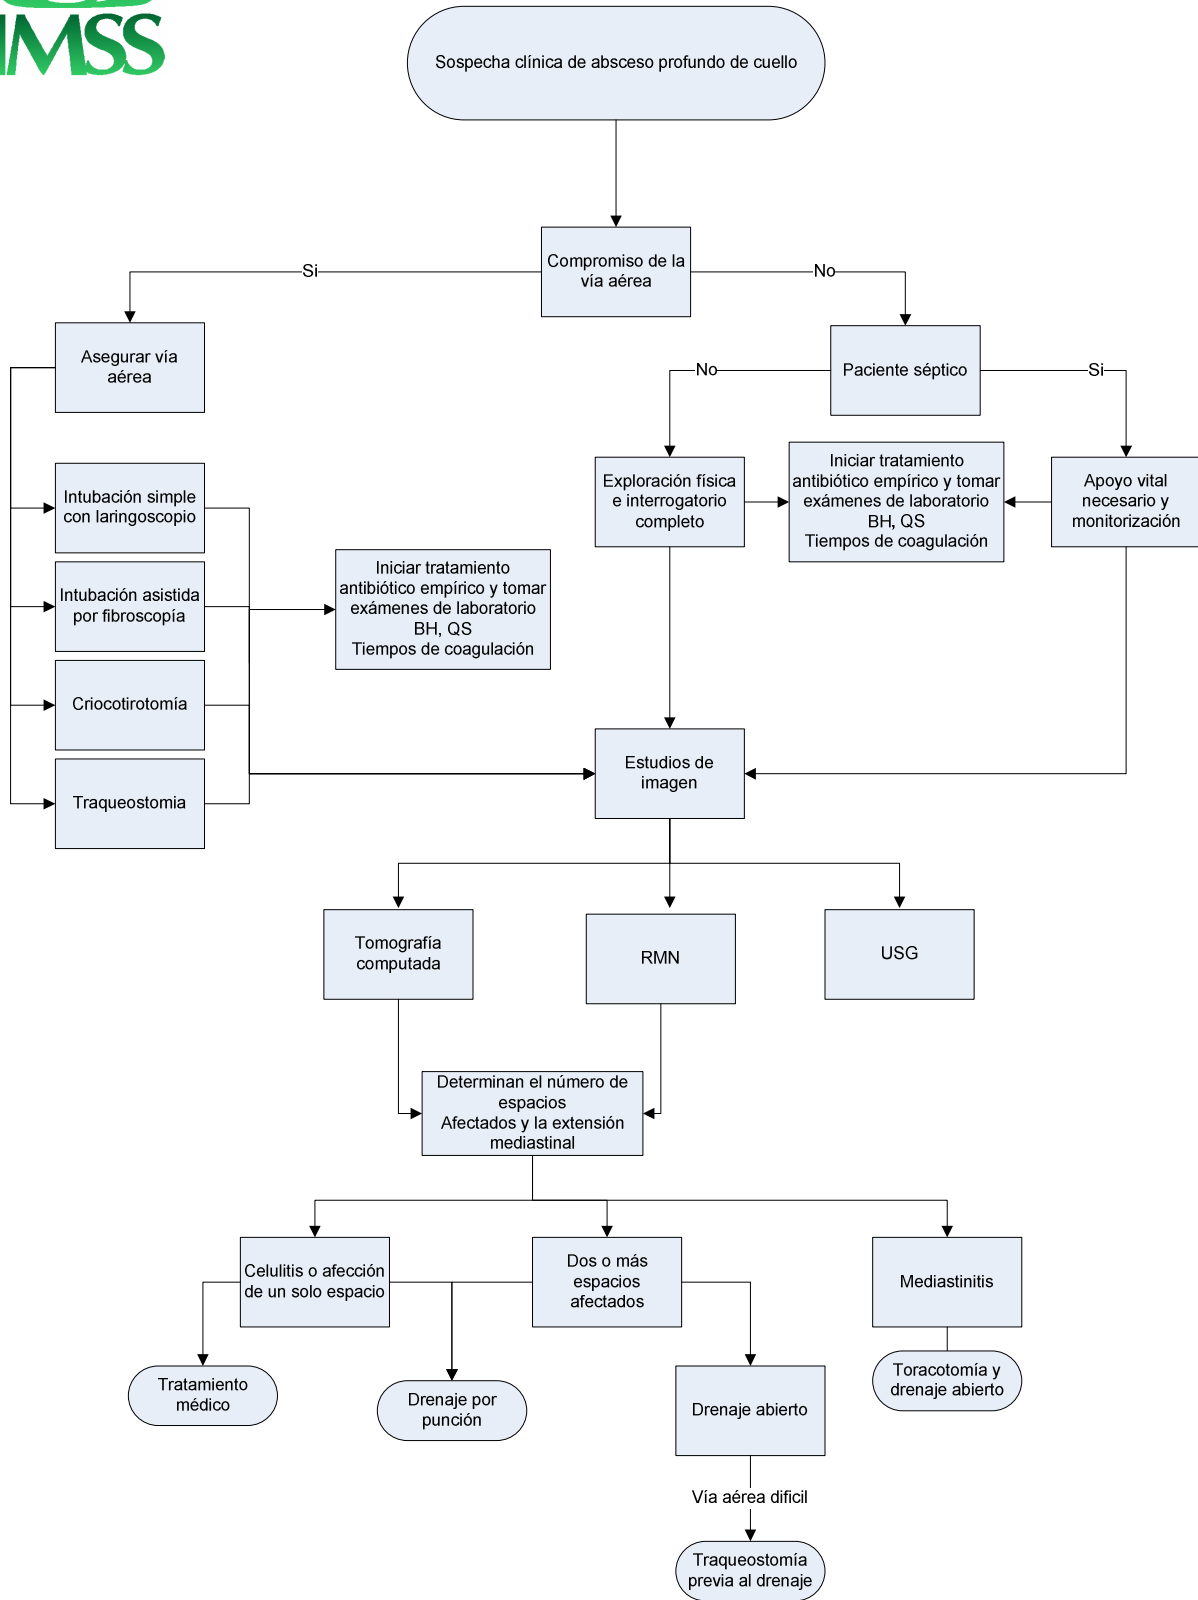 IMSS
Sospecha clínica de absceso profundo de cuello
Compromiso de la
vía aérea
Si
No
Asegurar vía
aérea
Paciente séptico
No
Si
Intubación simple
con laringoscopio
Exploración física
e interrogatorio
completo
Iniciar tratamiento
antibiótico empírico y tomar
exámenes de laboratorio
BH, QS
Tiempos de coagulación
Apoyo vital
necesario y
monitorización
Intubación asistida
por fibroscopía
Iniciar tratamiento
antibiótico empírico y tomar
exámenes de laboratorio
BH, QS
Tiempos de coagulación
Criocotirotomía
Traqueostomia
Estudios de
imagen
Tomografía
computada
RMN
USG
Determinan el número de
espacios
Afectados y la extensión
mediastinal
Celulitis o afección
de un solo espacio
Dos o más
espacios
afectados
Mediastinitis
Tratamiento
médico
Drenaje por
punción
Drenaje abierto
Toracotomía y
drenaje abierto
Vía aérea dificil
Traqueostomía
previa al drenaje